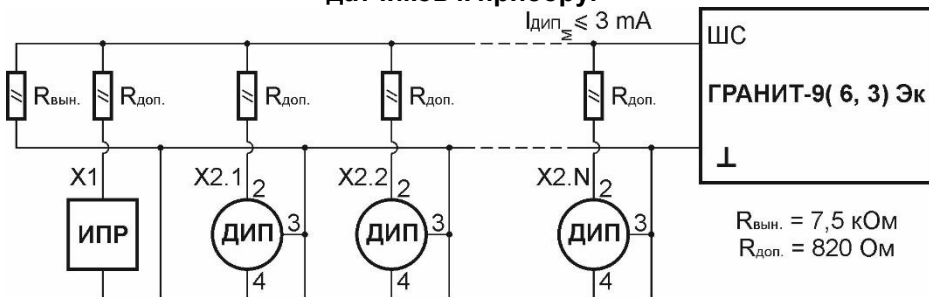 датчиков к прибору.
Iдип_м ≤ 3 mA
ШС
ГРАНИТ-9( 6, 3) Эк
⊥
Rвын.
Rдоп.
Rдоп.
Rдоп.
Rдоп.
X1
X2.1
2
X2.2
2
X.2.N
2
ИПР
ДИП
3
ДИП
3
ДИП
3
4
4
4
Rвын. = 7,5 кОм
Rдоп. = 820 Ом